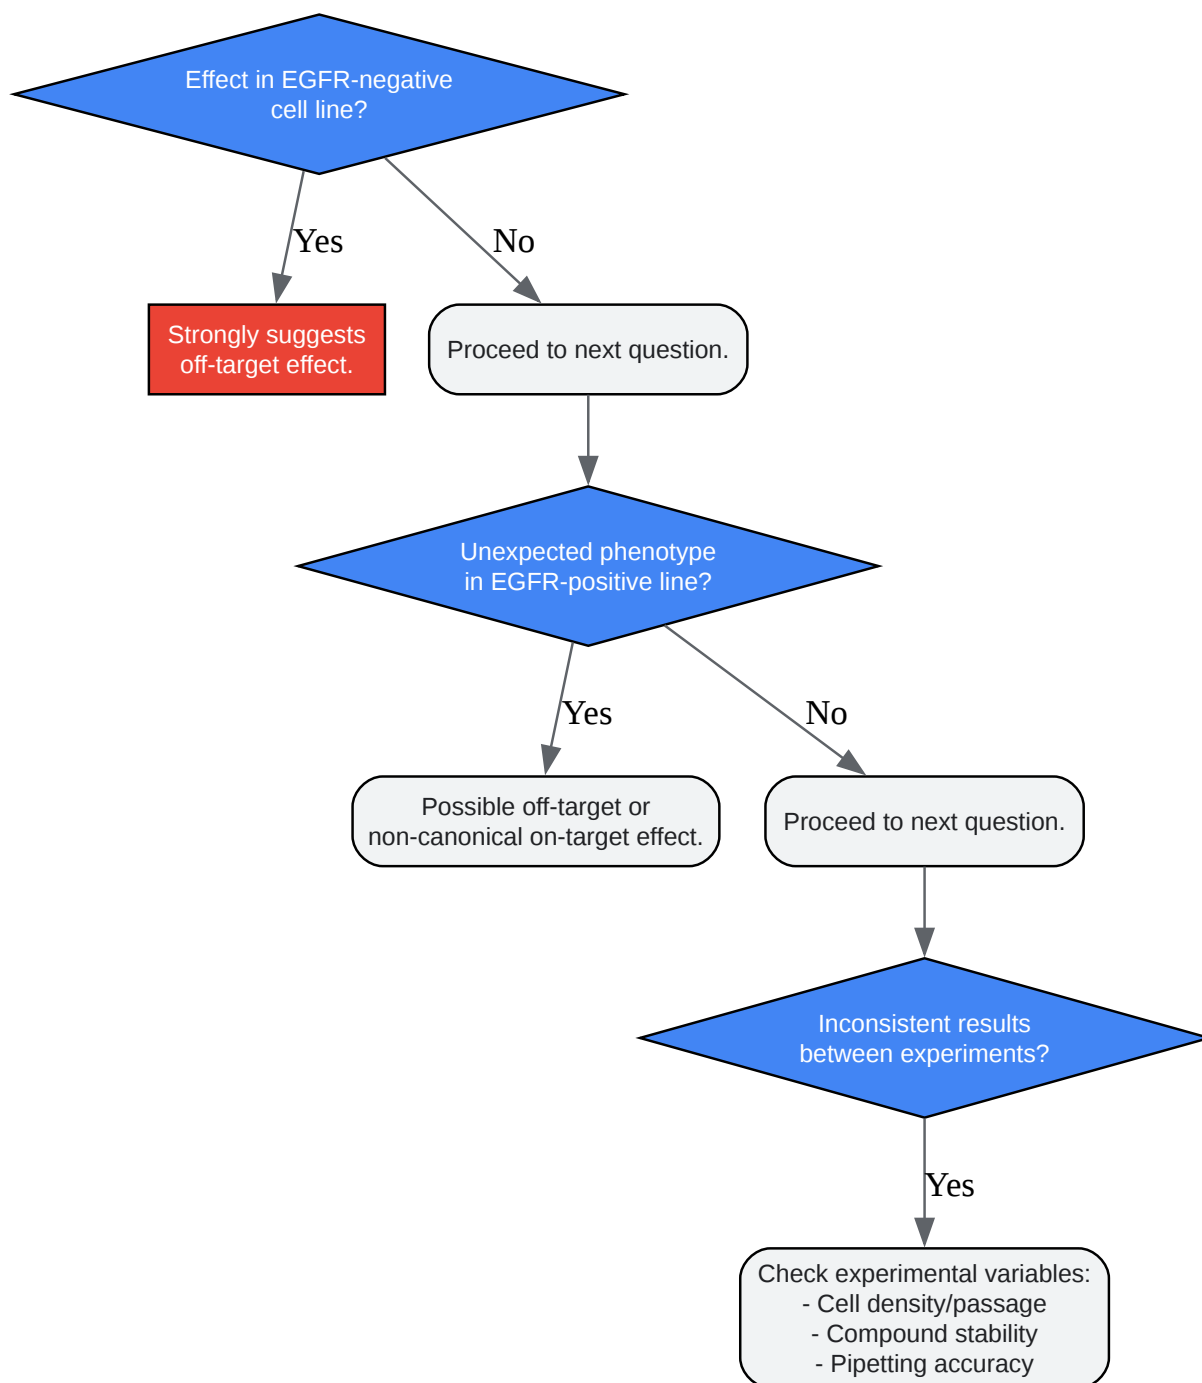 Effect in EGFR-negative
cell line?
Yes
No
Strongly suggests
off-target effect.
Proceed to next question.
Unexpected phenotype
in EGFR-positive line?
Yes
No
Possible off-target or
non-canonical on-target effect.
Proceed to next question.
Inconsistent results
between experiments?
Yes
Check experimental variables:
- Cell density/passage
- Compound stability
- Pipetting accuracy